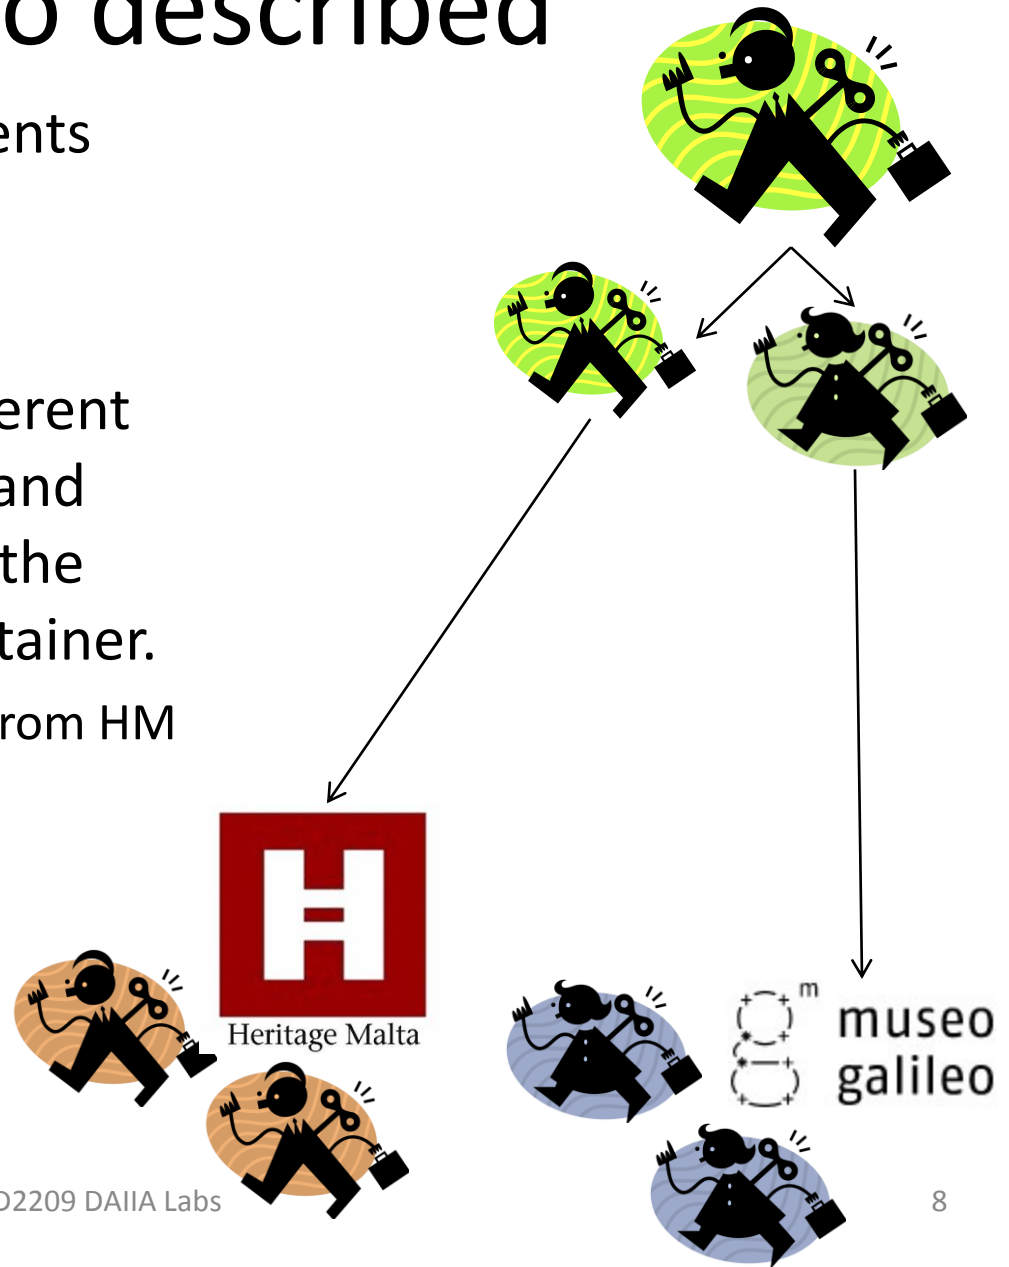 o described
ents
erent
and
the
tainer.
rom HM
Heritage Malta
m
museo
galileo
D2209 DAIIA Labs
8